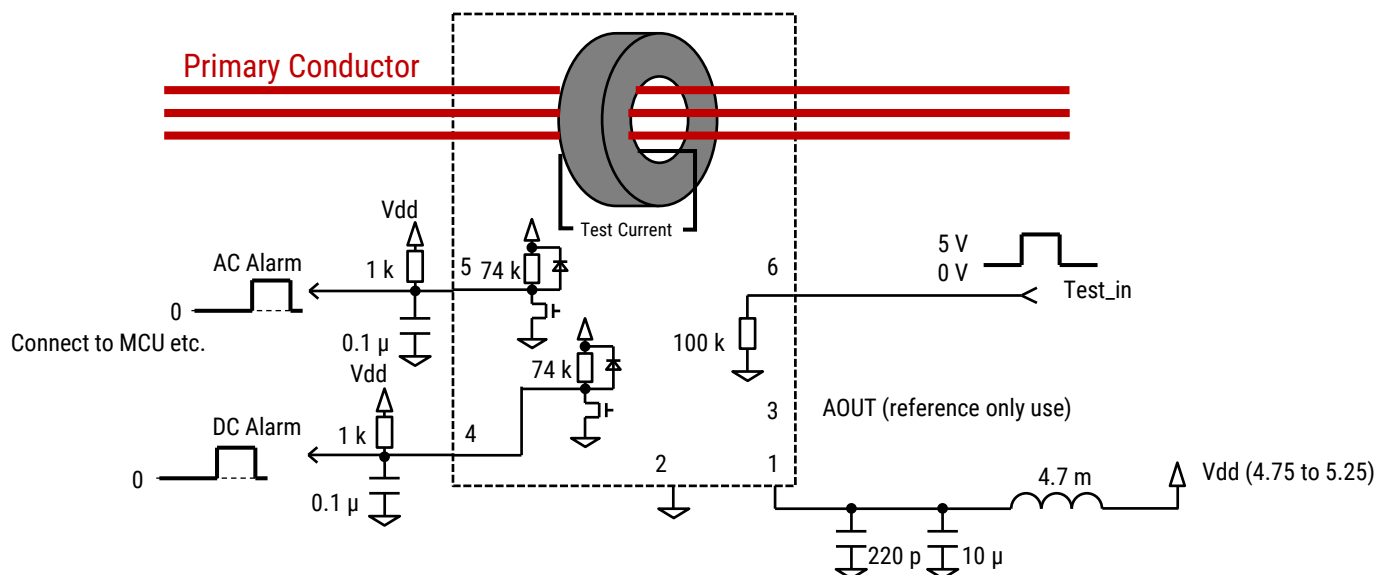 Primary Conductor
Test Current
Vdd
AC Alarm
1 k
5
74 k
6
5 V
0 V
Test_in
0
Connect to MCU etc.
0.1 µ
100 k
74 k
Vdd
3
AOUT (reference only use)
DC Alarm
1 k
4
0
0.1 µ
2
1
4.7 m
Vdd (4.75 to 5.25)
220 p
10 µ